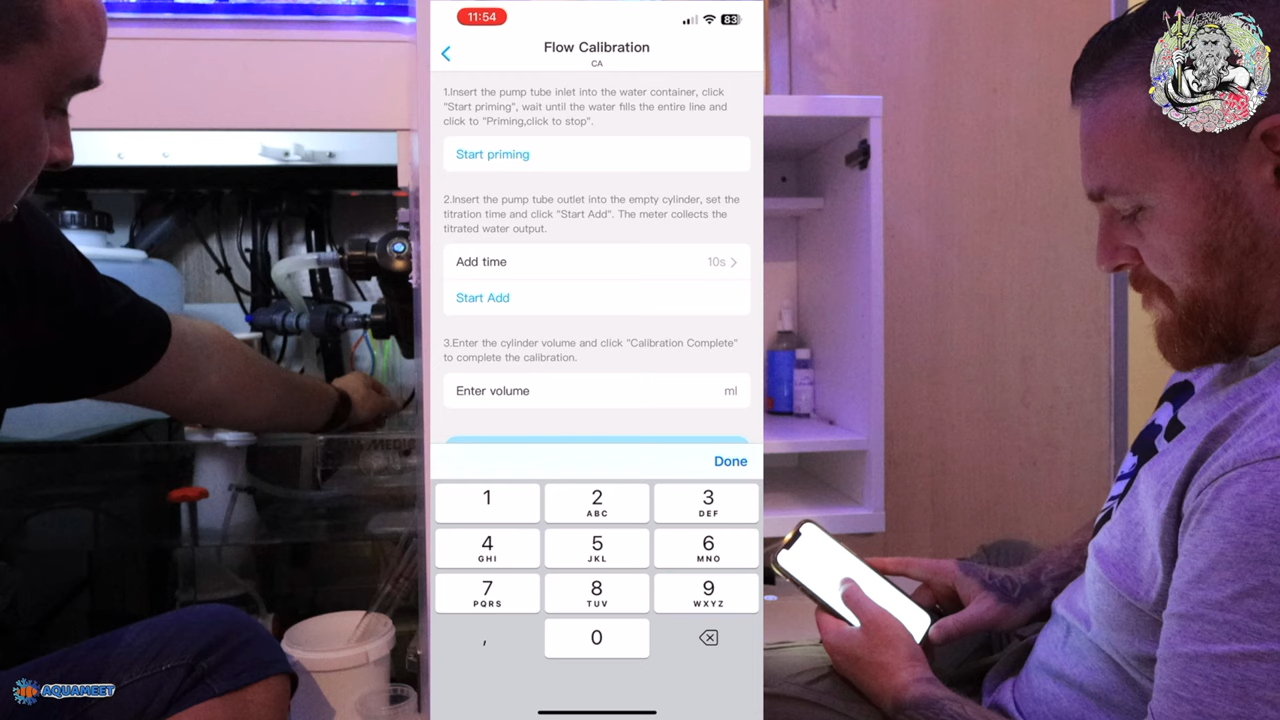 11:54
83
Flow Calibration
CA
1.Insert the pump tube inlet into the water container, click
"Start priming", wait until the water fills the entire line and
click to "Priming,click to stop".
Start priming
2.Insert the pump tube outlet into the empty cylinder, set the
titration time and click "Start Add". The meter collects the
titrated water output.
Add time 10s
Start Add
3.Enter the cylinder volume and click "Calibration Complete"
to complete the calibration.
Enter volume ml
Done
1
2 ABC
3 DEF
4 GHI
5 JKL
6 MNO
7 PQRS
8 TUV
9 WXYZ
, 0
AQUAMEET